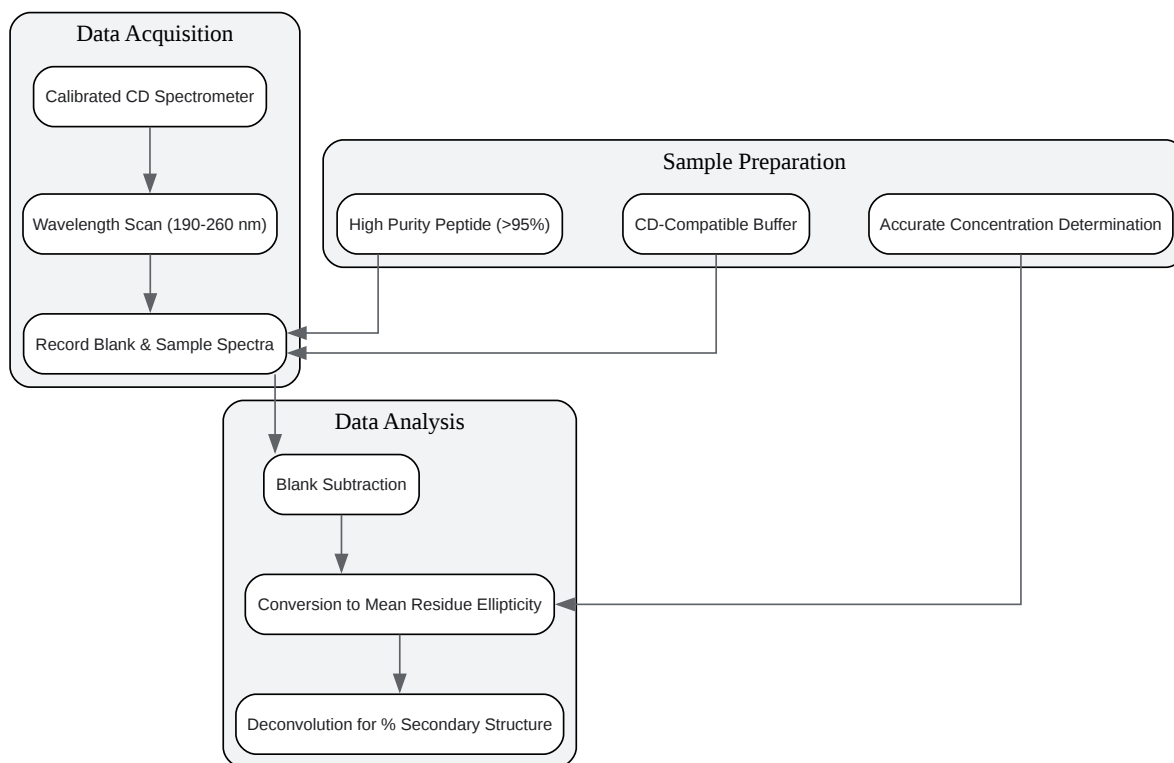 Data Acquisition
Calibrated CD Spectrometer
Wavelength Scan (190-260 nm)
Record Blank & Sample Spectra
Sample Preparation
High Purity Peptide (>95%)
CD-Compatible Buffer
Accurate Concentration Determination
Data Analysis
Blank Subtraction
Conversion to Mean Residue Ellipticity
Deconvolution for % Secondary Structure